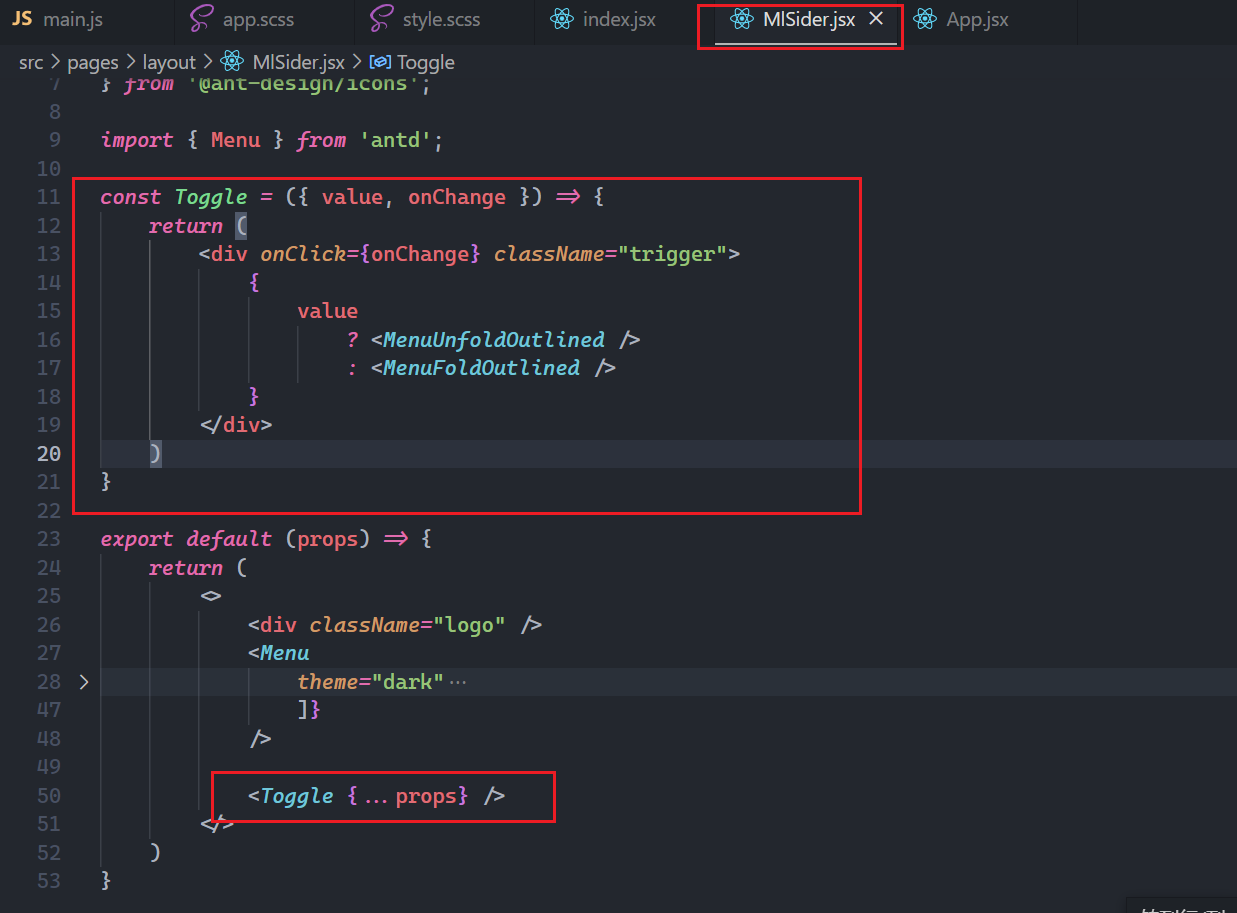 JS main.js app.scss style.scss index.jsx MlSider.jsx × App.jsx
src > pages > layout > MlSider.jsx > Toggle
7 } from '@ant-design/icons';
8
9 import { Menu } from 'antd';
10
11 const Toggle = ({ value, onChange }) => {
12 return (
13 <div onClick={onChange} className="trigger">
14 {
15 value
16 ? <MenuUnfoldOutlined />
17 : <MenuFoldOutlined />
18 }
19 </div>
20 )
21 }
22
23 export default (props) => {
24 return (
25 <>
26 <div className="logo" />
27 <Menu
28 theme="dark"···
47 ]}
48 />
49
50 <Toggle {...props} />
51 </>
52 )
53 }